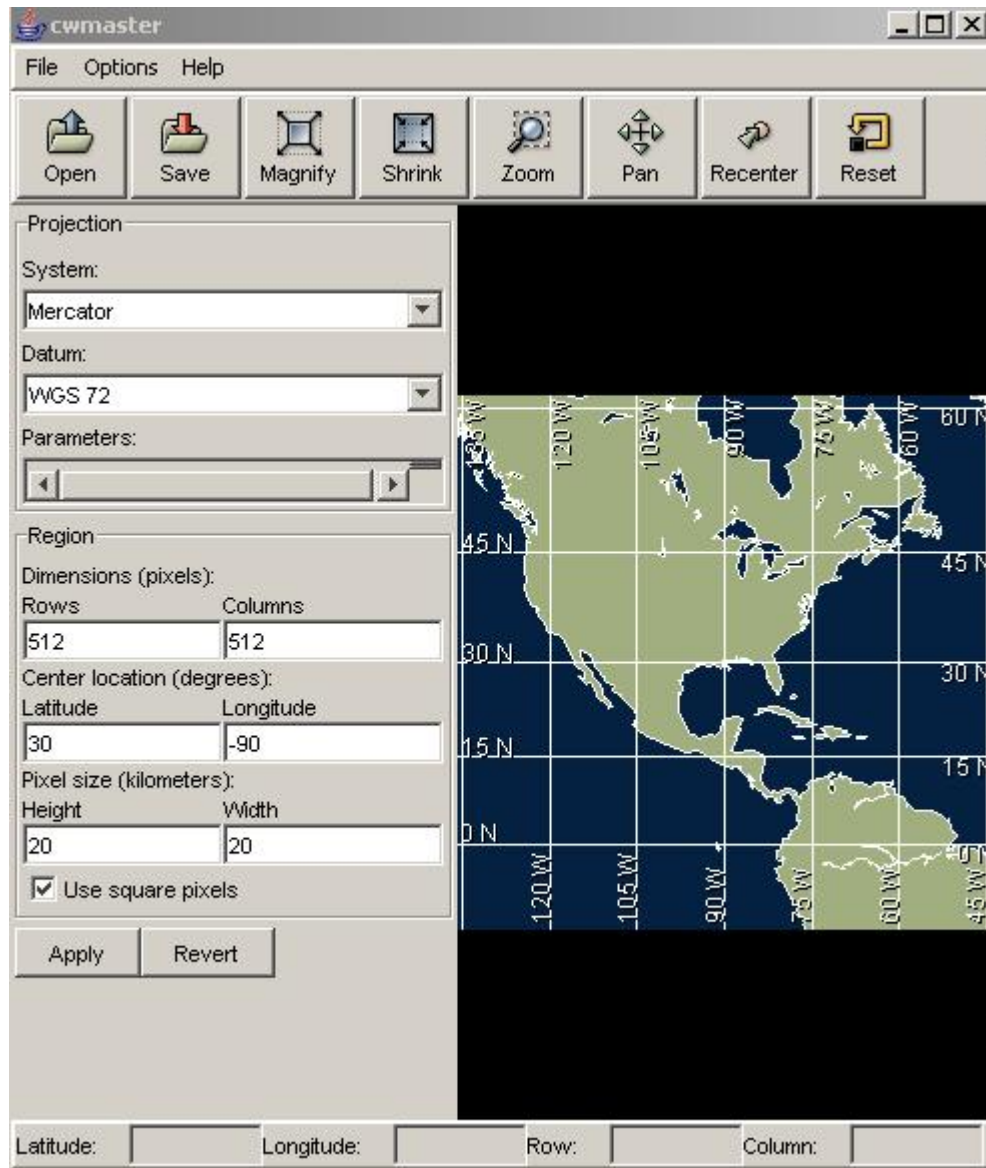 cwmaster
File Options Help
Open Save Magnify Shrink Zoom Pan Recenter Reset
Projection
System:
Mercator
Datum:
WGS 72
Parameters:
Region
Dimensions (pixels):
Rows Columns
512 512
Center location (degrees):
Latitude Longitude
30 -90
Pixel size (kilometers):
Height Width
20 20
Use square pixels
Apply Revert
135 W 120 W 105 W 90 W 75 W 60 W 60 N
45 N 45 N
30 N 30 N
15 N 15 N
0 N 0 N
120 W 105 W 90 W 75 W 60 W 45 W
Latitude: Longitude: Row: Column: